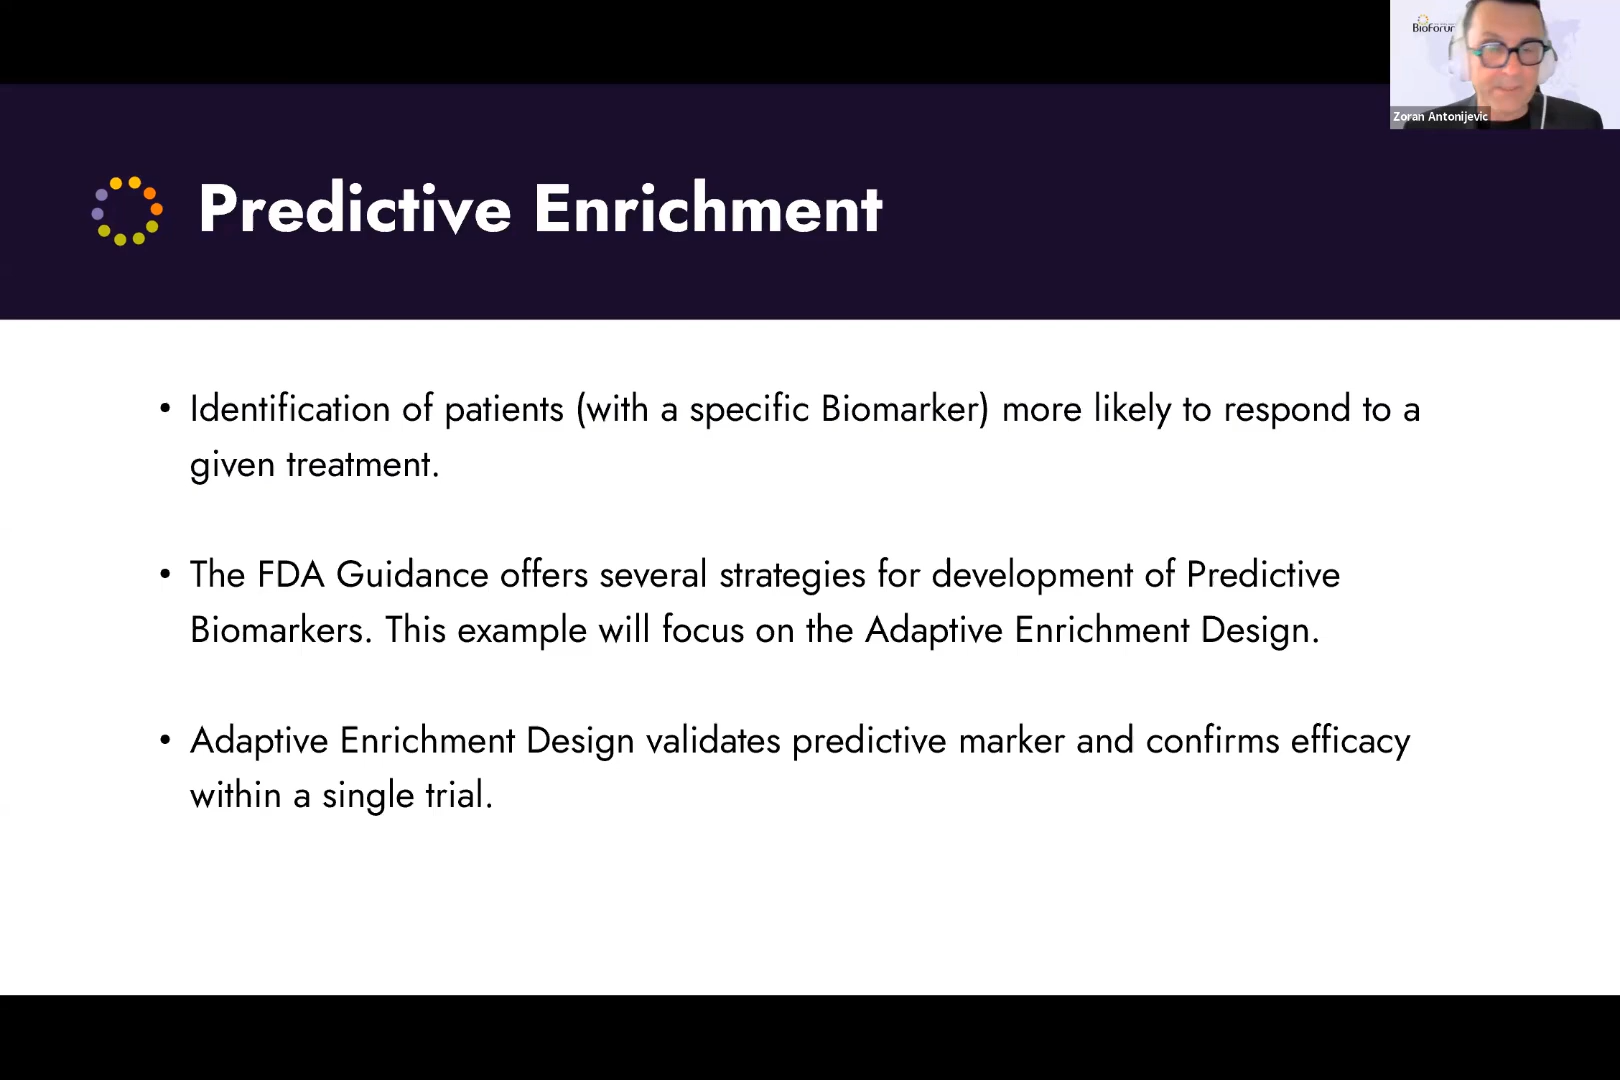 BioForum
Zoran Antonijevic
Predictive Enrichment
• Identification of patients (with a specific Biomarker) more likely to respond to a
given treatment.
• The FDA Guidance offers several strategies for development of Predictive
Biomarkers. This example will focus on the Adaptive Enrichment Design.
• Adaptive Enrichment Design validates predictive marker and confirms efficacy
within a single trial.